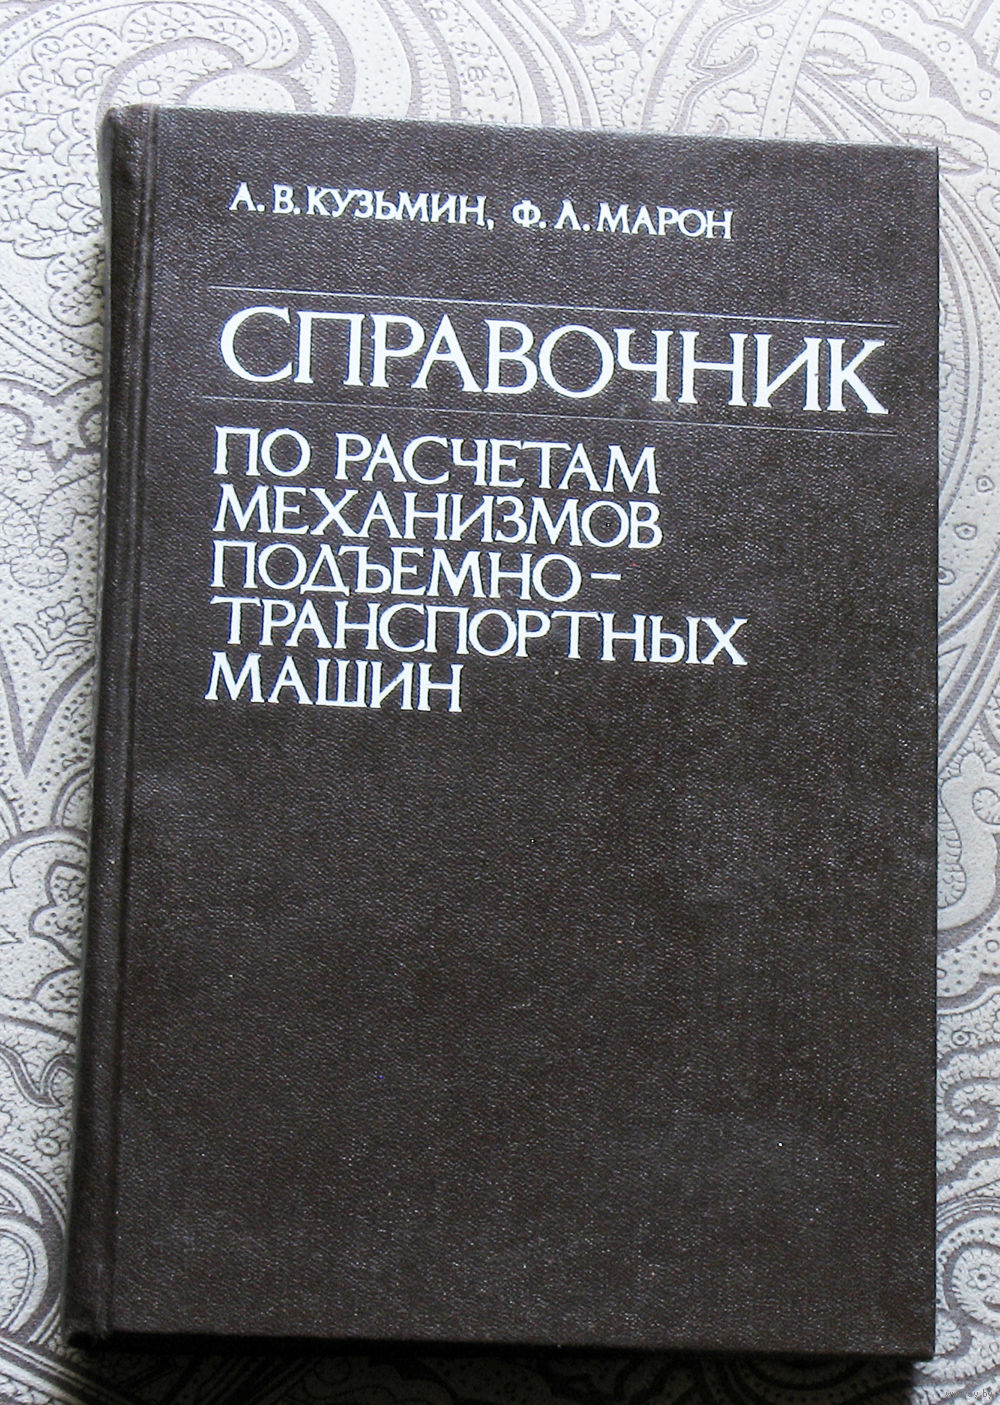 А. В. КУЗЬМИН, Ф. Л. МАРОН
СПРАВОЧНИК
ПО РАСЧЕТАМ
МЕХАНИЗМОВ
ПОДЪЕМНО-
ТРАНСПОРТНЫХ
МАШИН